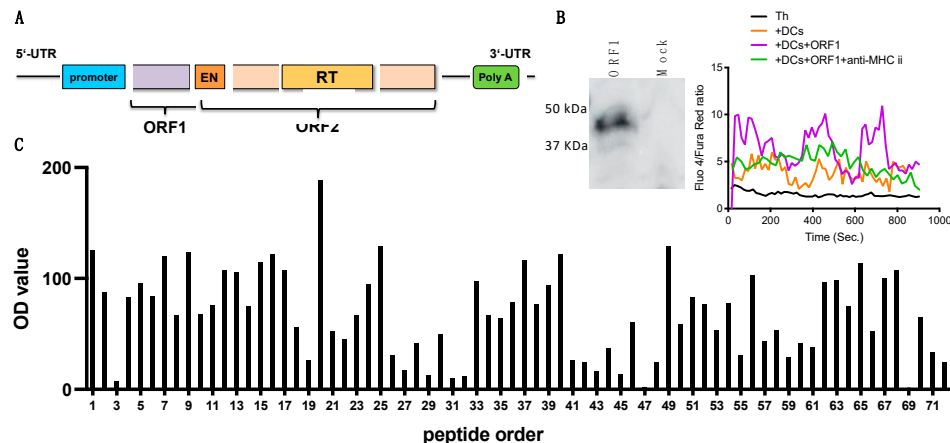 A
5‘-UTR
3‘-UTR
promoter
EN
RT
Poly A
ORF1
ORF2
B
ORF1
Mock
50 kDa
37 KDa
Th
+DCs
+DCs+ORF1
+DCs+ORF1+anti-MHC ii
Fluo 4/Fura Red ratio
15
10
5
0
0 200 400 600 800 1000
Time (Sec.)
C
OD value
200
100
0
1 3 5 7 9 11 13 15 17 19 21 23 25 27 29 31 33 35 37 39 41 43 45 47 49 51 53 55 57 59 61 63 65 67 69 71
peptide order